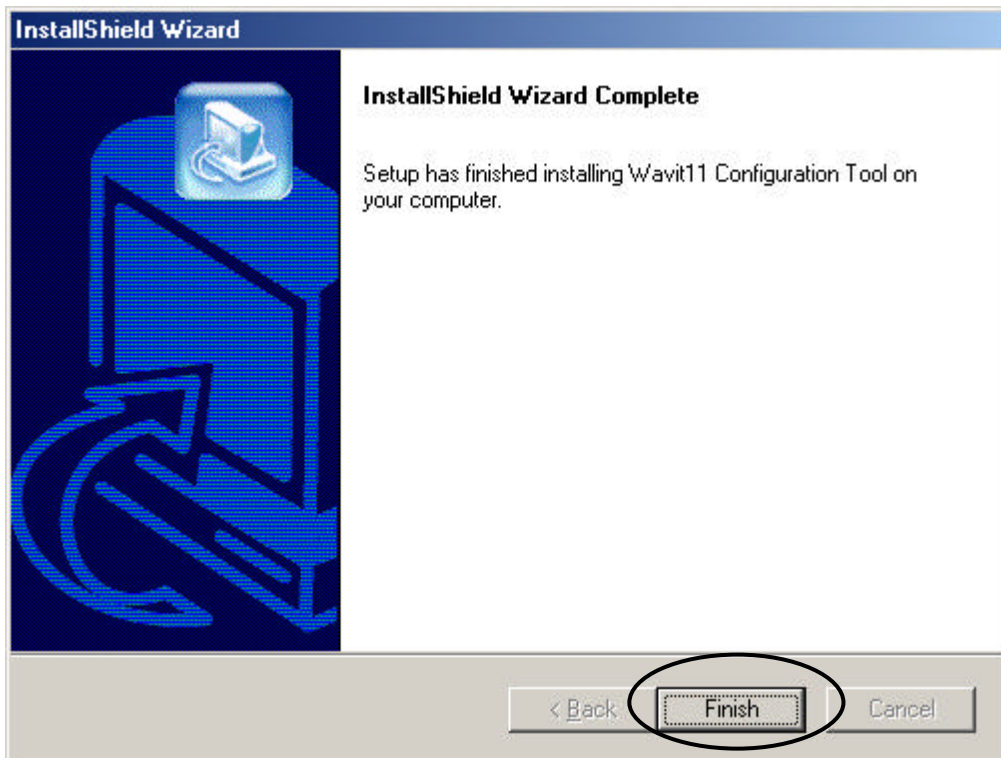 InstallShield Wizard
InstallShield Wizard Complete
Setup has finished installing Wavit11 Configuration Tool on
your computer.
< Back Finish Cancel